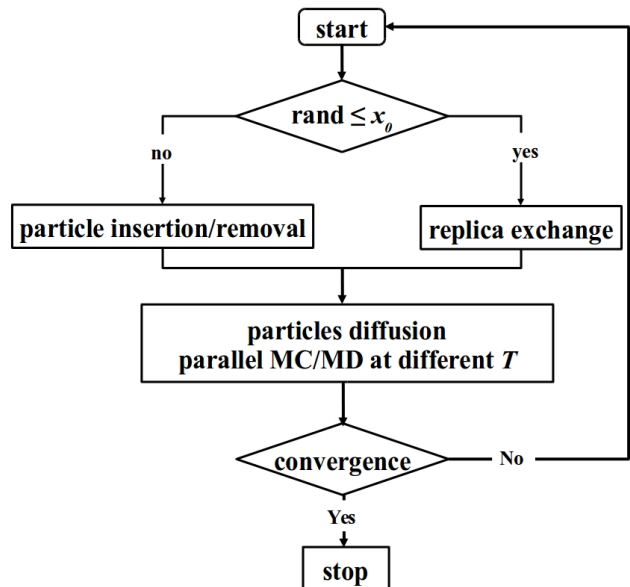 start
rand ≤ x₀
no
yes
particle insertion/removal
replica exchange
particles diffusion
parallel MC/MD at different T
convergence
No
Yes
stop